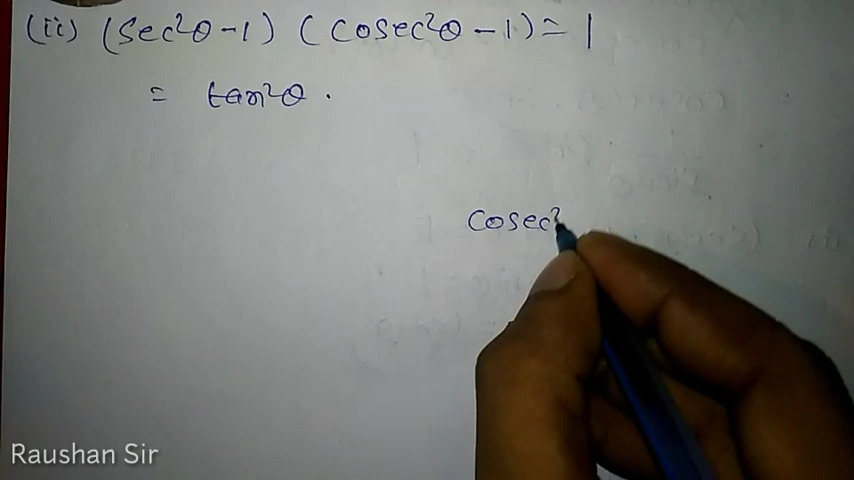 (ii) (Sec²θ-1) (Cosec²θ-1) = 1
= tan²θ.
Cosec²
Raushan Sir